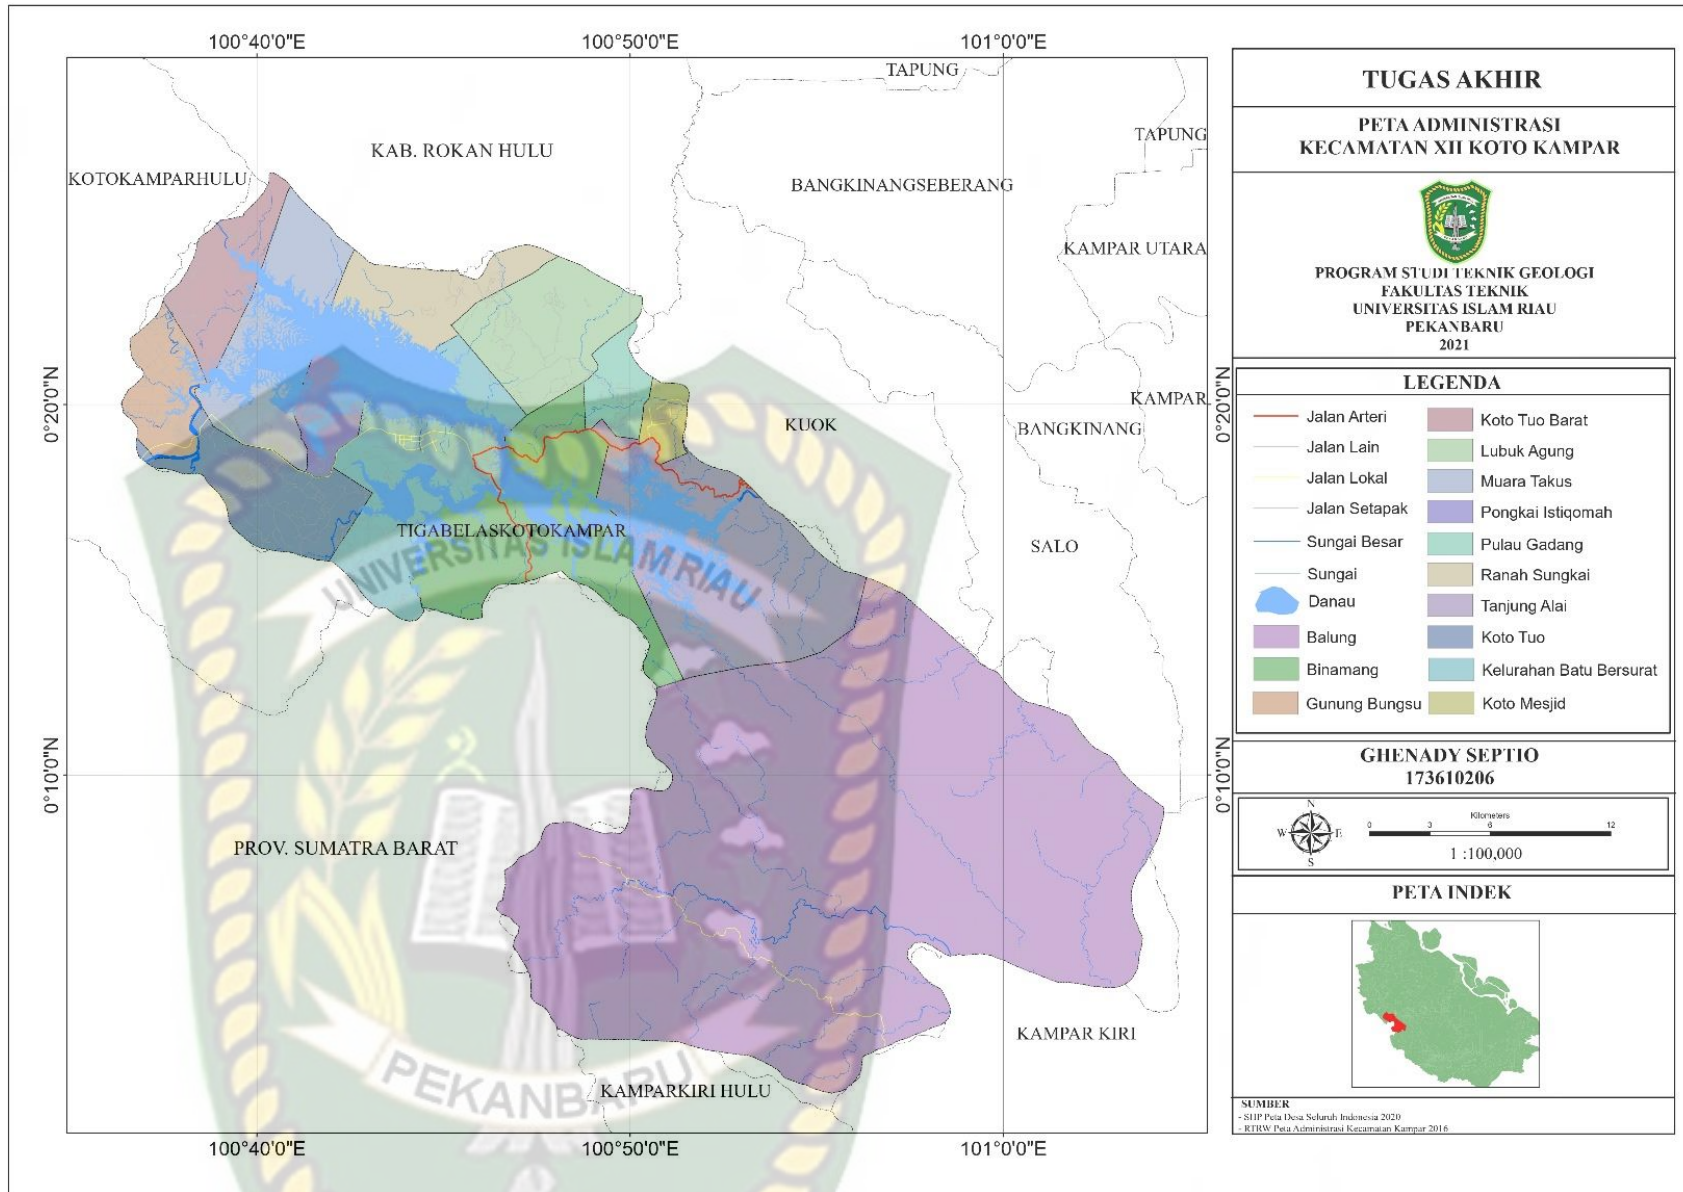 100°40'0"E
100°50'0"E
101°0'0"E
TAPUNG
TAPUNG
KAB. ROKAN HULU
KOTOKAMPARHULU
BANGKINANGSEBERANG
KAMPAR UTARA
0°20'0"N
0°20'0"N
KAMPAR
KUOK
BANGKINANG
TIGABELASKOTOKAMPAR
SALO
UNIVERSITAS ISLAM RIAU
0°10'0"N
0°10'0"N
PROV. SUMATRA BARAT
KAMPAR KIRI
PEKANBARU
KAMPARKIRI HULU
100°40'0"E
100°50'0"E
101°0'0"E
TUGAS AKHIR
PETA ADMINISTRASI
KECAMATAN XII KOTO KAMPAR
PROGRAM STUDI TEKNIK GEOLOGI
FAKULTAS TEKNIK
UNIVERSITAS ISLAM RIAU
PEKANBARU
2021
LEGENDA
Jalan Arteri
Jalan Lain
Jalan Lokal
Jalan Setapak
Sungai Besar
Sungai
Danau
Balung
Binamang
Gunung Bungsu
Koto Tuo Barat
Lubuk Agung
Muara Takus
Pongkai Istiqomah
Pulau Gadang
Ranah Sungkai
Tanjung Alai
Koto Tuo
Kelurahan Batu Bersurat
Koto Mesjid
GHENADY SEPTIO
173610206
N
W E
S
Kilometers
0 3 6 12
1 :100,000
PETA INDEK
SUMBER
- SHP Peta Desa Seluruh Indonesia 2020
- RTRW Peta Administrasi Kecamatan Kampar 2016